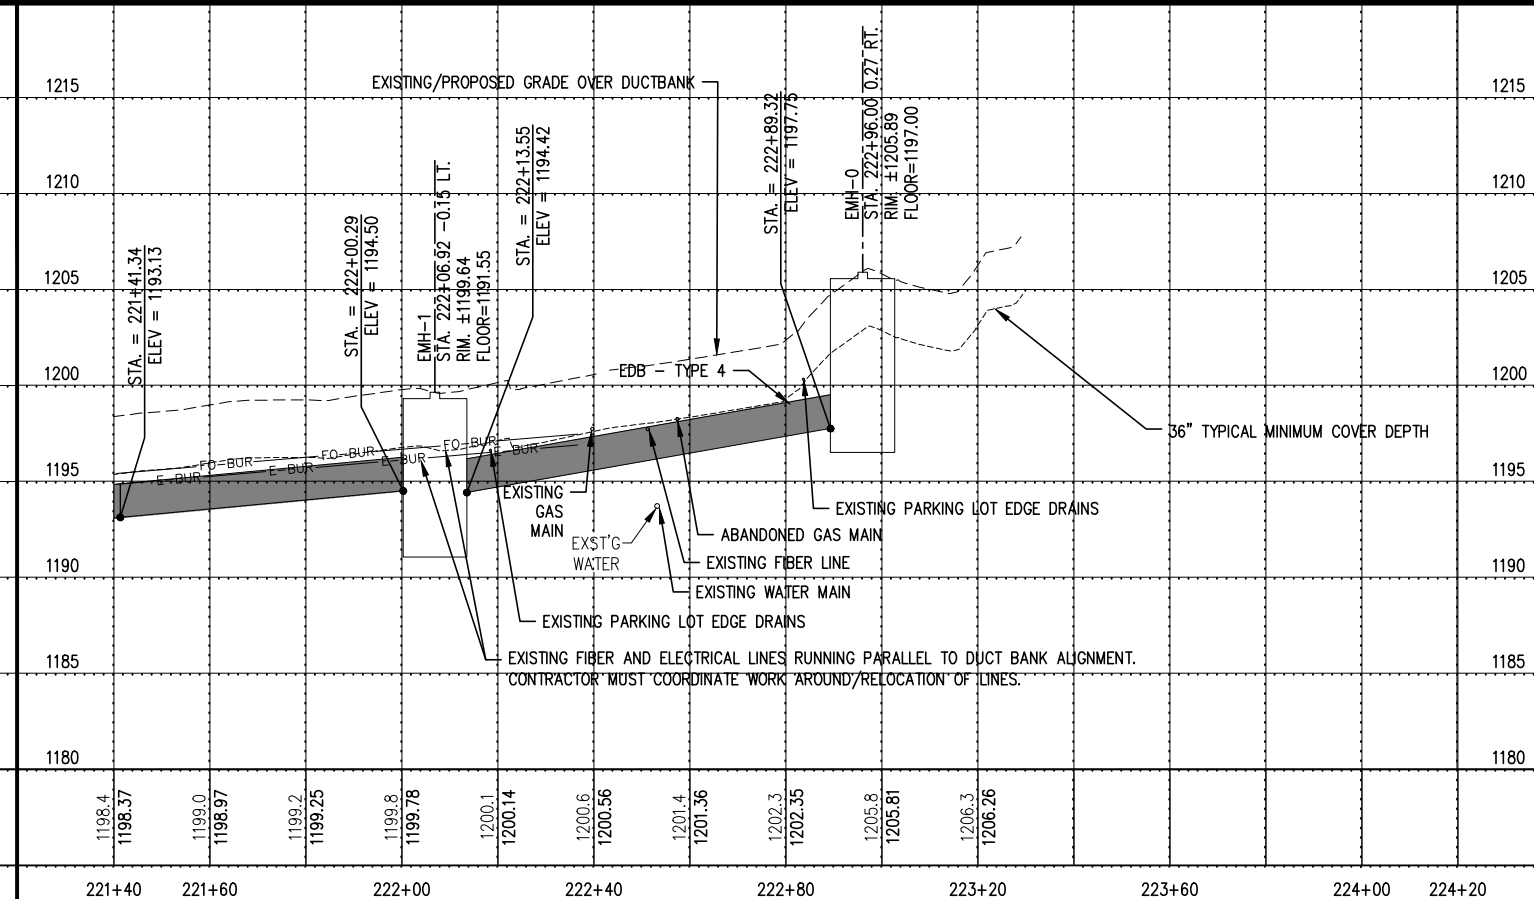 1215
1215
1210
1210
1205
1205
1200
1200
1195
1195
1190
1190
1185
1185
1180
1180
EXISTING/PROPOSED GRADE OVER DUCTBANK
STA. = 221+41.34
ELEV = 1193.13
STA. = 222+00.29
ELEV = 1194.50
EMH-1
STA. 222+06.92 -0.15 LT.
RIM. ±1199.64
FLOOR=1191.55
STA. = 222+13.55
ELEV = 1194.42
STA. = 222+89.32
ELEV = 1197.75
EMH-0
STA. 222+96.00 0.27 RT.
RIM. ±1205.89
FLOOR=1197.00
EDB - TYPE 4
36" TYPICAL MINIMUM COVER DEPTH
FO-BUR
FO-BUR
FO-BUR
E-BUR
E-BUR
E-BUR
E-BUR
EXISTING
GAS
MAIN
EXST'G
WATER
EXISTING PARKING LOT EDGE DRAINS
ABANDONED GAS MAIN
EXISTING FIBER LINE
EXISTING WATER MAIN
EXISTING PARKING LOT EDGE DRAINS
EXISTING FIBER AND ELECTRICAL LINES RUNNING PARALLEL TO DUCT BANK ALIGNMENT.
CONTRACTOR MUST COORDINATE WORK AROUND/RELOCATION OF LINES.
1198.4
1198.37
1199.0
1198.97
1199.2
1199.25
1199.8
1199.78
1200.1
1200.14
1200.6
1200.56
1201.4
1201.36
1202.3
1202.35
1205.8
1205.81
1206.3
1206.26
221+40
221+60
222+00
222+40
222+80
223+20
223+60
224+00
224+20